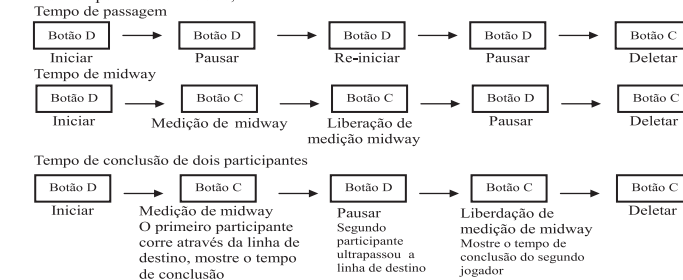 Tempo de passagem
Botão D Botão D Botão D Botão D Botão C
Iniciar Pausar Re-iniciar Pausar Deletar
Tempo de midway
Botão D Botão C Botão C Botão D Botão C
Iniciar Medição de midway Liberação de medição midway Pausar Deletar
Tempo de conclusão de dois participantes
Botão D Botão C Botão D Botão C Botão C
Iniciar
Medição de midway
O primeiro participante
corre através da linha de
destino, mostre o tempo
de conclusão
Pausar
Segundo
participante
ultrapassou a
linha de destino
Liberdação de
medição de midway
Mostre o tempo de
conclusão do segundo
jogador
Deletar